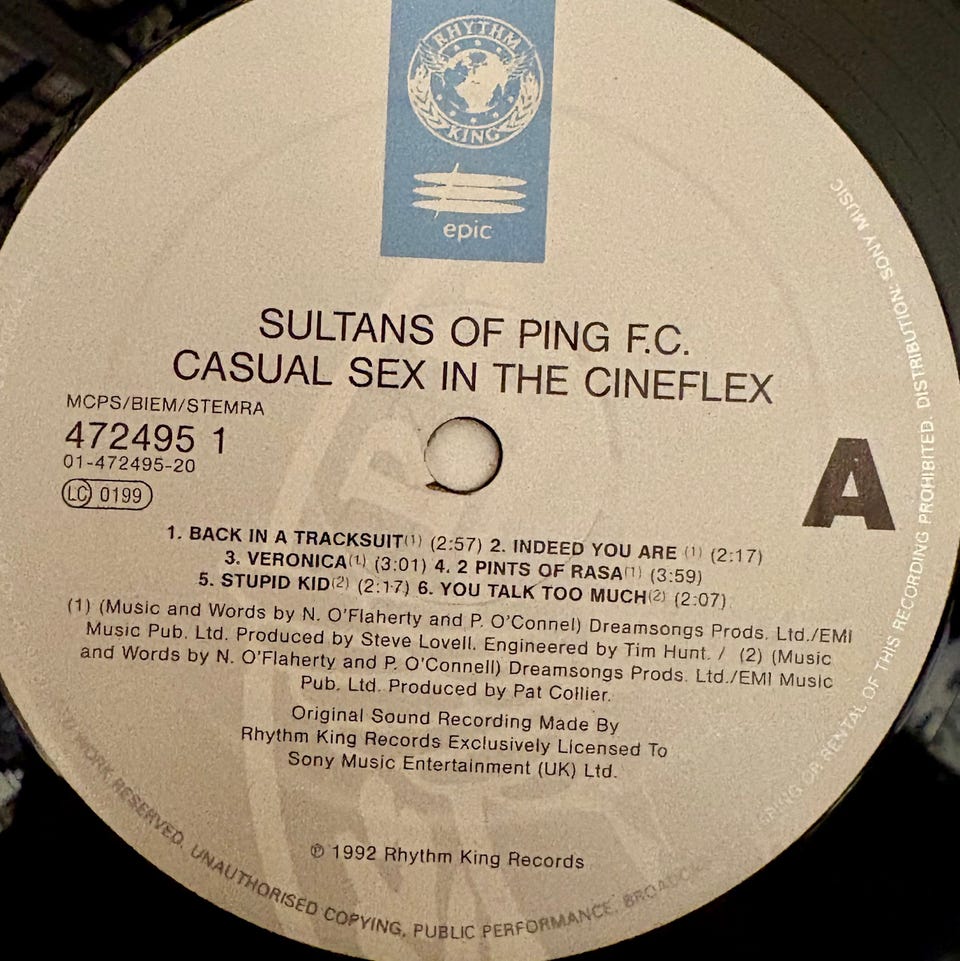 RHYTHM
KING
epic
SULTANS OF PING F.C.
CASUAL SEX IN THE CINEFLEX
MCPS/BIEM/STEMRA
472495 1
01-472495-20
LC 0199
A
1. BACK IN A TRACKSUIT(1) (2:57) 2. INDEED YOU ARE (1) (2:17)
3. VERONICA(1) (3:01) 4. 2 PINTS OF RASA(1) (3:59)
5. STUPID KID(2) (2:17) 6. YOU TALK TOO MUCH(2) (2:07)
(1) (Music and Words by N. O'Flaherty and P. O'Connel) Dreamsongs Prods. Ltd./EMI
Music Pub. Ltd. Produced by Steve Lovell. Engineered by Tim Hunt. / (2) (Music
and Words by N. O'Flaherty and P. O'Connell) Dreamsongs Prods. Ltd./EMI Music
Pub. Ltd. Produced by Pat Collier.
Original Sound Recording Made By
Rhythm King Records Exclusively Licensed To
Sony Music Entertainment (UK) Ltd.
℗ 1992 Rhythm King Records
WORK RESERVED. UNAUTHORISED COPYING, PUBLIC PERFORMANCE, OR RENTAL OF THIS RECORDING PROHIBITED. DISTRIBUTION: SONY MUSIC